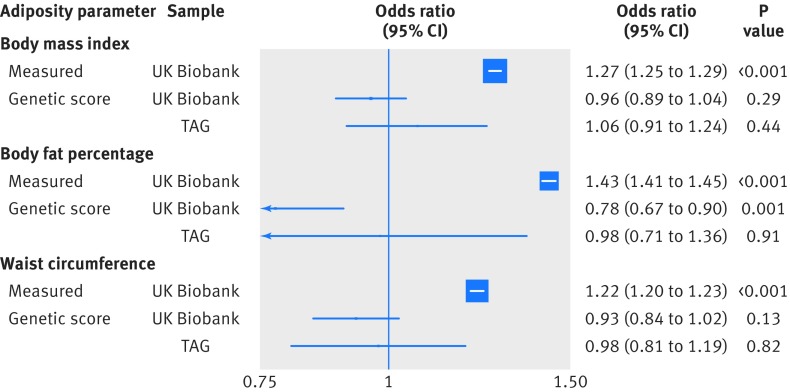 Adiposity parameter Sample Odds ratio (95% CI) Odds ratio (95% CI) P value
Body mass index
Measured UK Biobank 1.27 (1.25 to 1.29) <0.001
Genetic score UK Biobank 0.96 (0.89 to 1.04) 0.29
TAG 1.06 (0.91 to 1.24) 0.44
Body fat percentage
Measured UK Biobank 1.43 (1.41 to 1.45) <0.001
Genetic score UK Biobank 0.78 (0.67 to 0.90) 0.001
TAG 0.98 (0.71 to 1.36) 0.91
Waist circumference
Measured UK Biobank 1.22 (1.20 to 1.23) <0.001
Genetic score UK Biobank 0.93 (0.84 to 1.02) 0.13
TAG 0.98 (0.81 to 1.19) 0.82
0.75 1 1.50